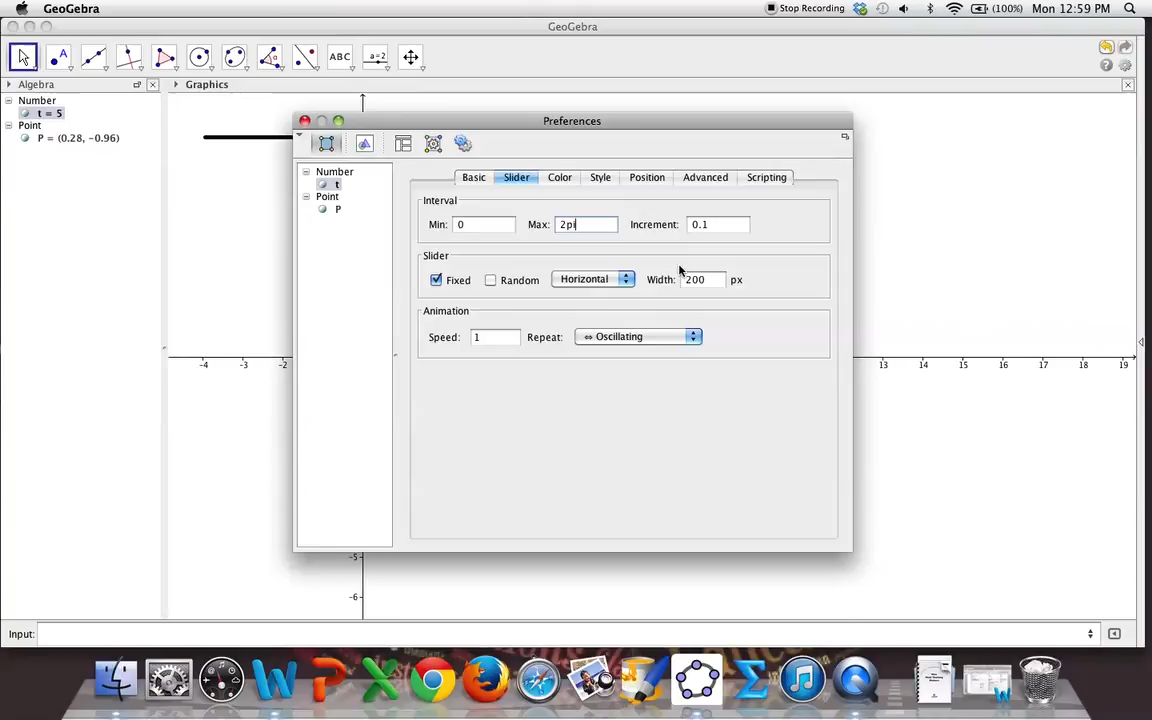 GeoGebra
Stop Recording
(100%)
Mon 12:59 PM
GeoGebra
ABC
a=2
Algebra
Graphics
Number
t = 5
Point
P = (0.28, -0.96)
Preferences
Number
t
Point
P
Basic
Slider
Color
Style
Position
Advanced
Scripting
Interval
Min: 0
Max: 2pi
Increment: 0.1
Slider
Fixed
Random
Horizontal
Width: 200 px
Animation
Speed: 1
Repeat: ⇔ Oscillating
-4 -3 -2 13 14 15 16 17 18 19
-5
-6
Input: